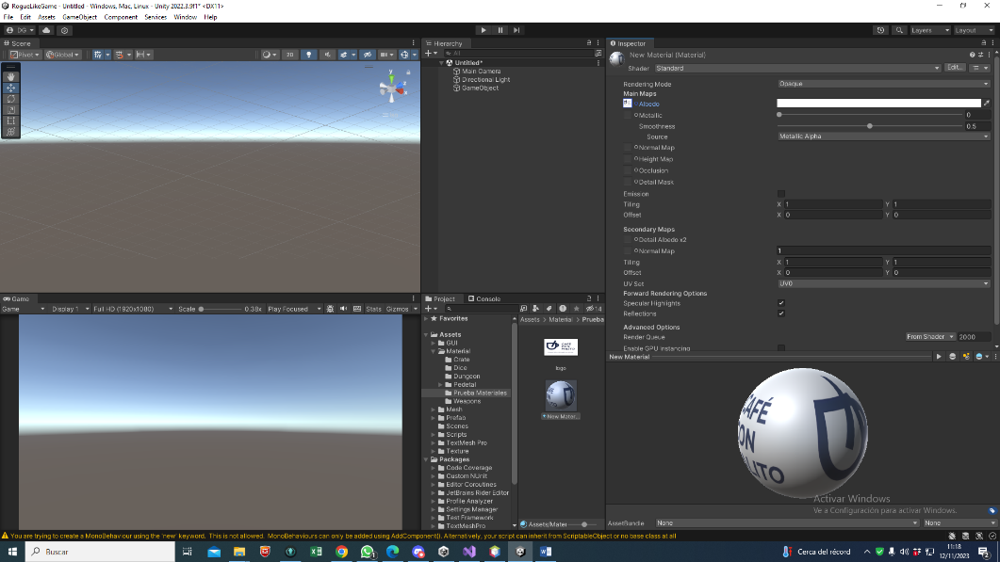 RogueLikeGame - Untitled - Windows, Mac, Linux - Unity 2022.3.9f1* <DX11>
File Edit Assets GameObject Component Services Window Help
DG
Layers
Layout
Scene
Pivot
Global
2D
y
Hierarchy
All
Untitled*
Main Camera
Directional Light
GameObject
Game
Game
Display 1
Full HD (1920x1080)
Scale
0.38x
Play Focused
Stats
Gizmos
Project
Console
14
Favorites
Assets
GUI
Material
Crate
Dice
Dungeon
Pedetal
Prueba Materiales
Weapons
Mesh
Prefab
Scenes
Scripts
TextMesh Pro
Texture
Packages
Code Coverage
Custom NUnit
Editor Coroutines
JetBrains Rider Editor
Profile Analyzer
Settings Manager
Test Framework
TextMeshPro
Assets > Material > Prueba
CAFÉ
CON
PALITO
logo
New Mater...
Assets/Mater
Inspector
New Material (Material)
Shader
Standard
Edit...
Rendering Mode
Opaque
Main Maps
Albedo
Metallic
0
Smoothness
0.5
Source
Metallic Alpha
Normal Map
Height Map
Occlusion
Detail Mask
Emission
Tiling X 1 Y 1
Offset X 0 Y 0
Secondary Maps
Detail Albedo x2
Normal Map
1
Tiling X 1 Y 1
Offset X 0 Y 0
UV Set
UV0
Forward Rendering Options
Specular Highlights
Reflections
Advanced Options
Render Queue
From Shader
2000
Enable GPU Instancing
New Material
CAFÉ
CON
PALITO
Activar Windows
Ve a Configuración para activar Windows.
AssetBundle
None
None
You are trying to create a MonoBehaviour using the 'new' keyword. This is not allowed. MonoBehaviours can only be added using AddComponent(). Alternatively, your script can inherit from ScriptableObject or no base class at all
Buscar
1
Cerca del récord
11:18
12/11/2023
2